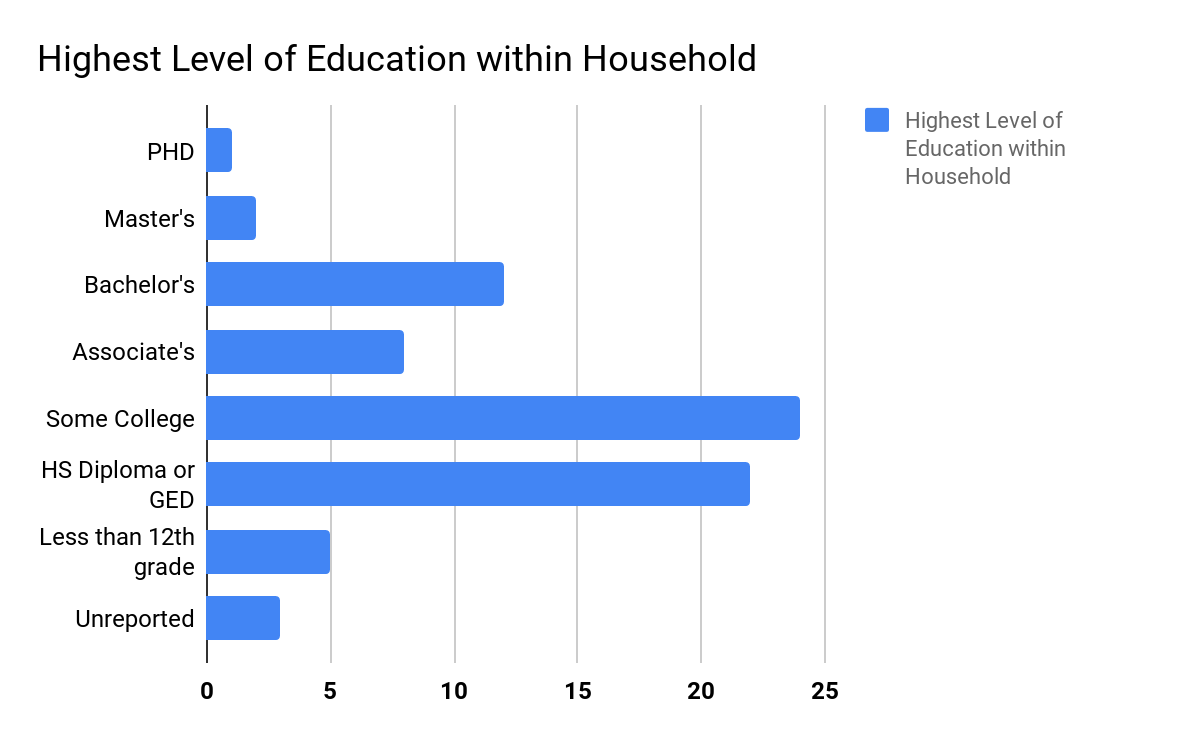 Highest Level of Education within Household
Highest Level of
Education within
Household
PHD
Master's
Bachelor's
Associate's
Some College
HS Diploma or
GED
Less than 12th
grade
Unreported
0 5 10 15 20 25